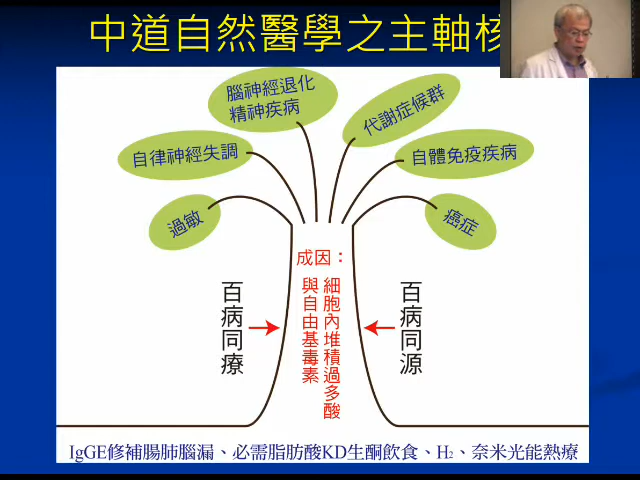 中道自然醫學之主軸核
腦神經退化
精神疾病
代謝症候群
自律神經失調
自體免疫疾病
過敏
癌症
成因：
細胞內堆積過多酸
與自由基毒素
百病同療
百病同源
IgGE修補腸肺腦漏、必需脂肪酸KD生酮飲食、H2、奈米光能熱療